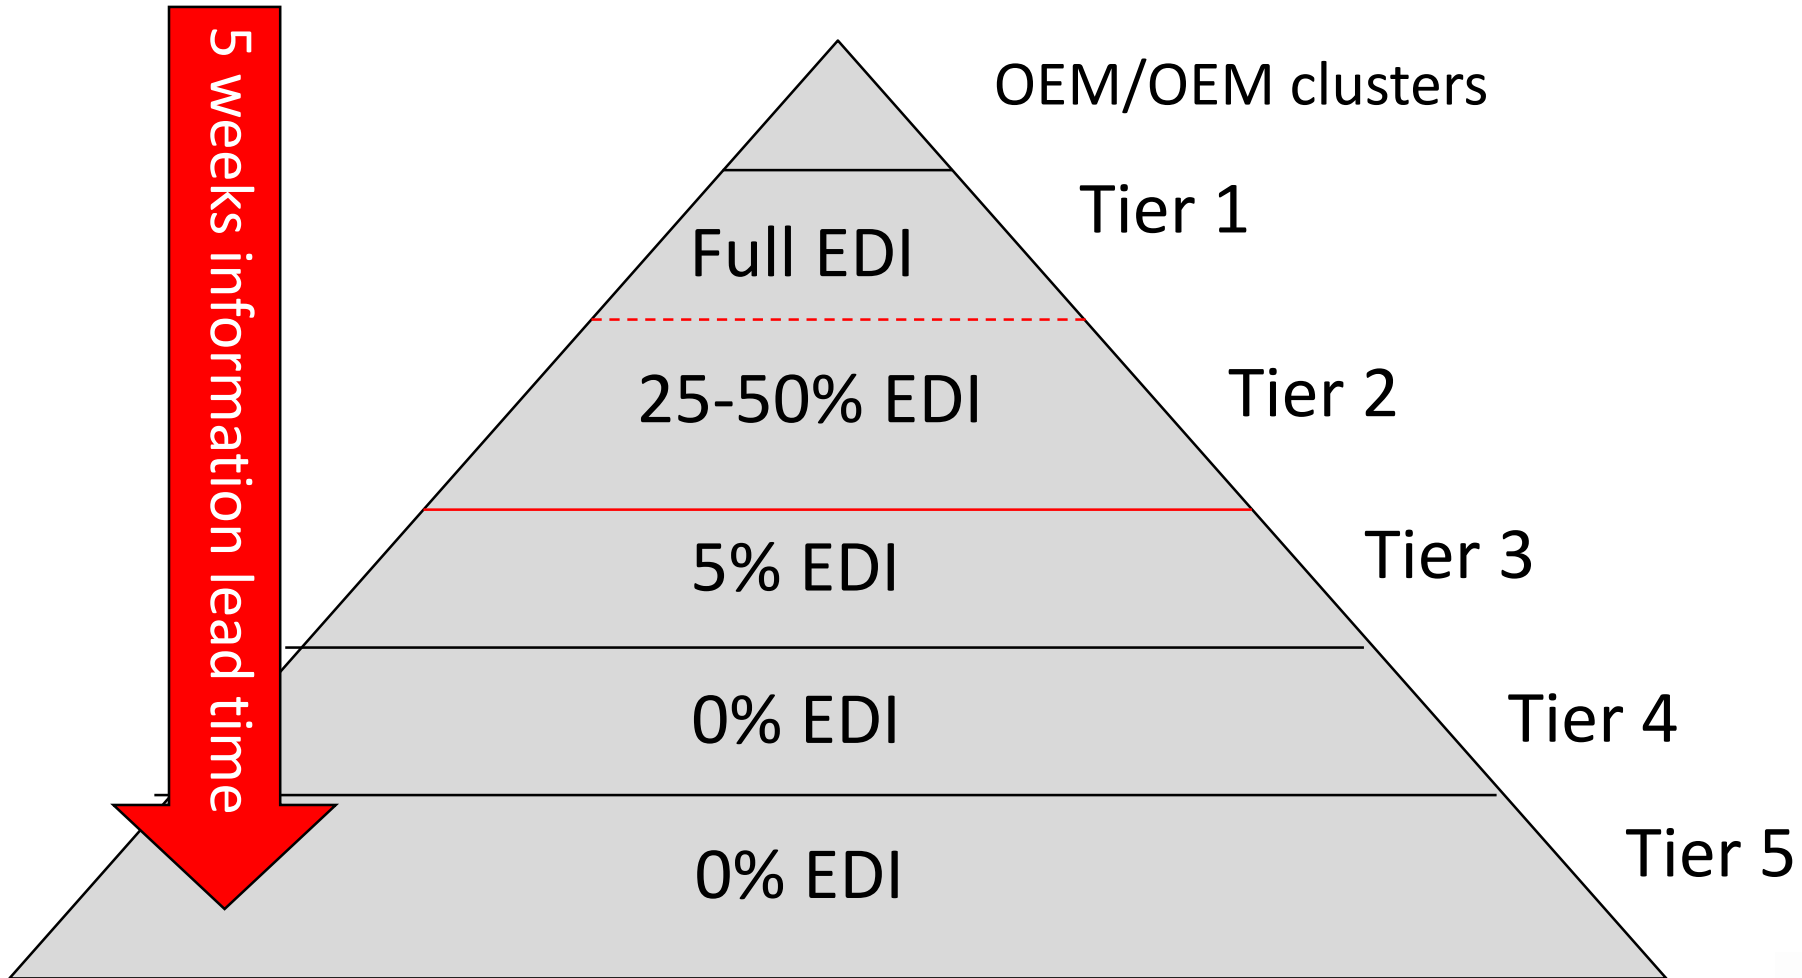 5 weeks information lead time
OEM/OEM clusters
Tier 1
Full EDI
Tier 2
25-50% EDI
Tier 3
5% EDI
Tier 4
0% EDI
Tier 5
0% EDI